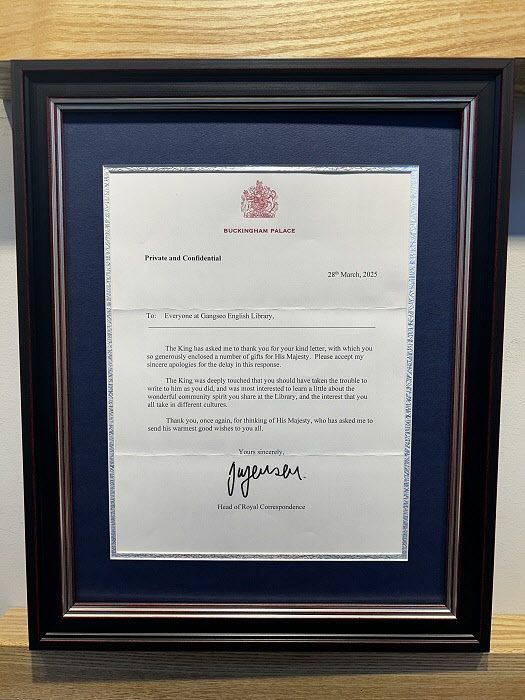 BUCKINGHAM PALACE
Private and Confidential
28th March, 2025
To: Everyone at Gangseo English Library,
The King has asked me to thank you for your kind letter, with which you
so generously enclosed a number of gifts for His Majesty. Please accept my
sincere apologies for the delay in this response.
The King was deeply touched that you should have taken the trouble to
write to him as you did, and was most interested to learn a little about the
wonderful community spirit you share at the Library, and the interest that you
all take in different cultures.
Thank you, once again, for thinking of His Majesty, who has asked me to
send his warmest good wishes to you all.
Yours sincerely,
Head of Royal Correspondence